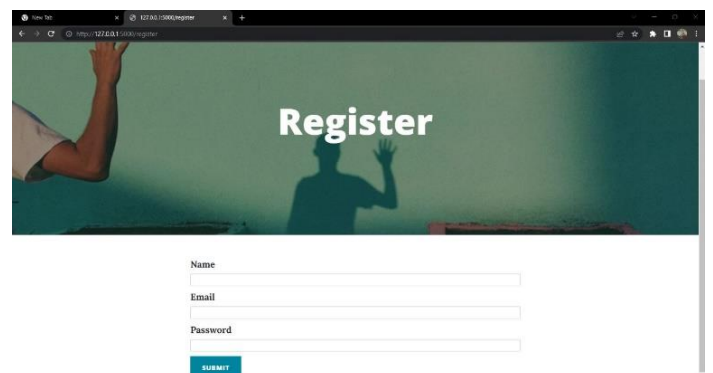 New Tab
127.0.0.1:5000/register
http://127.0.0.1:5000/register
Register
Name
Email
Password
SUBMIT